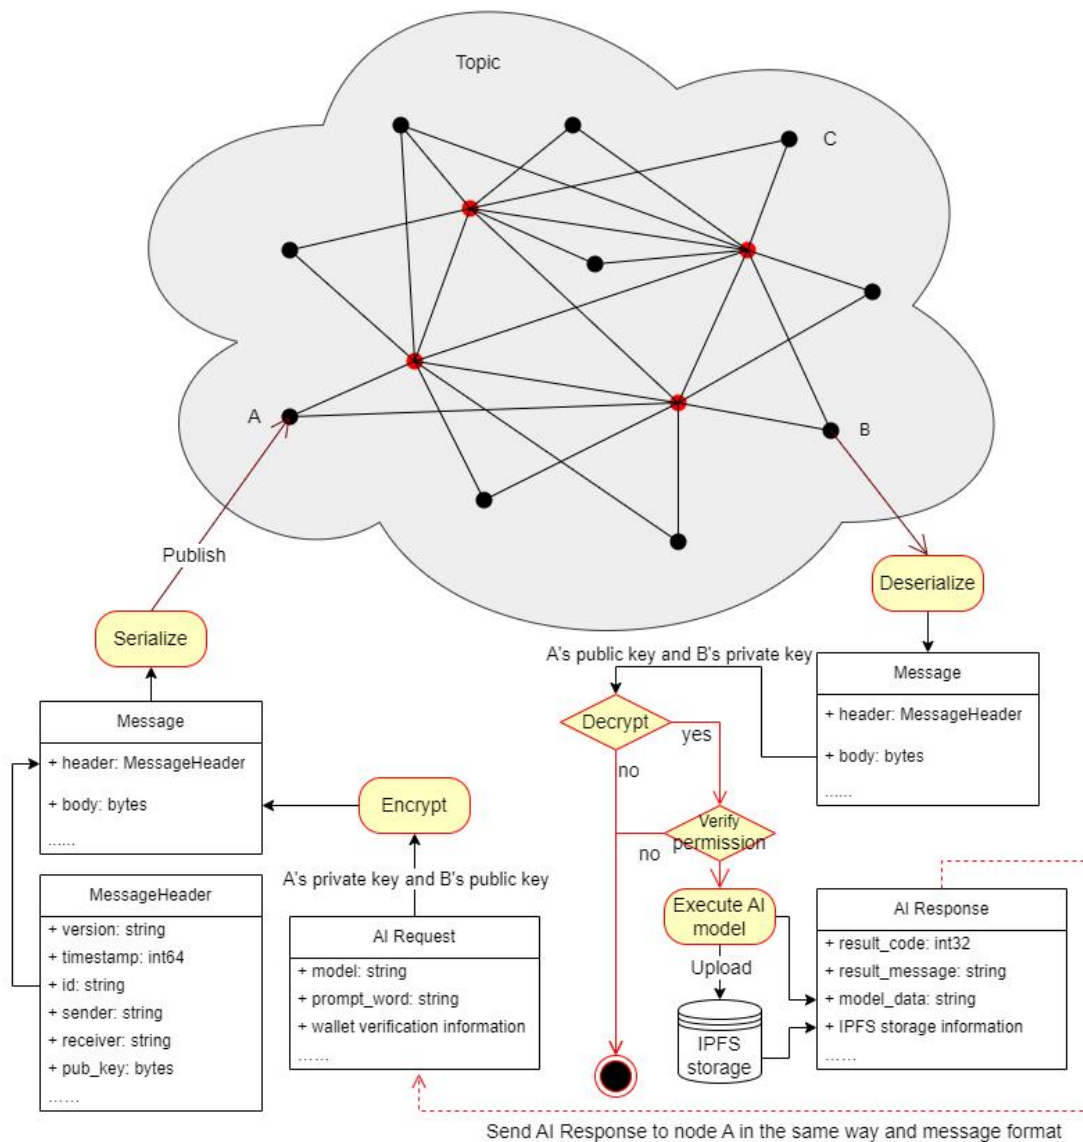 Topic
C
A
B
Publish
Deserialize
Serialize
A's public key and B's private key
Message
+ header: MessageHeader
+ body: bytes
......
Decrypt
yes
no
Message
+ header: MessageHeader
+ body: bytes
......
Encrypt
Verify
permission
no
A's private key and B's public key
MessageHeader
+ version: string
+ timestamp: int64
+ id: string
+ sender: string
+ receiver: string
+ pub_key: bytes
......
AI Request
+ model: string
+ prompt_word: string
+ wallet verification information
......
Execute AI
model
Upload
IPFS
storage
AI Response
+ result_code: int32
+ result_message: string
+ model_data: string
+ IPFS storage information
......
Send AI Response to node A in the same way and message format